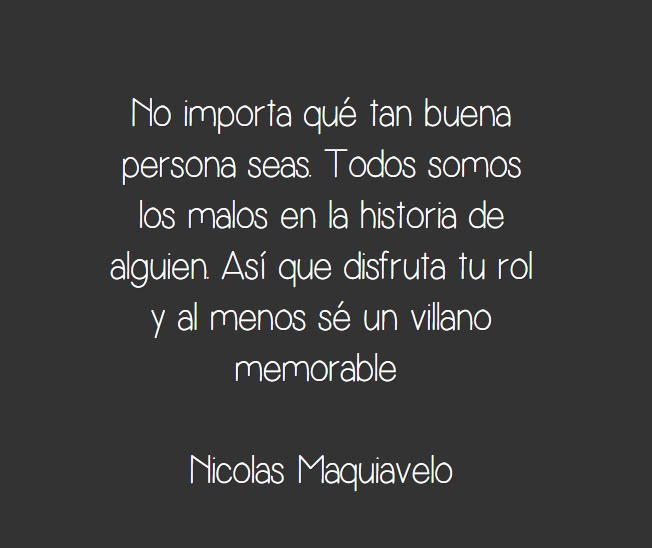 No importa qué tan buena
persona seas. Todos somos
los malos en la historia de
alguien. Así que disfruta tu rol
y al menos sé un villano
memorable
Nicolas Maquiavelo